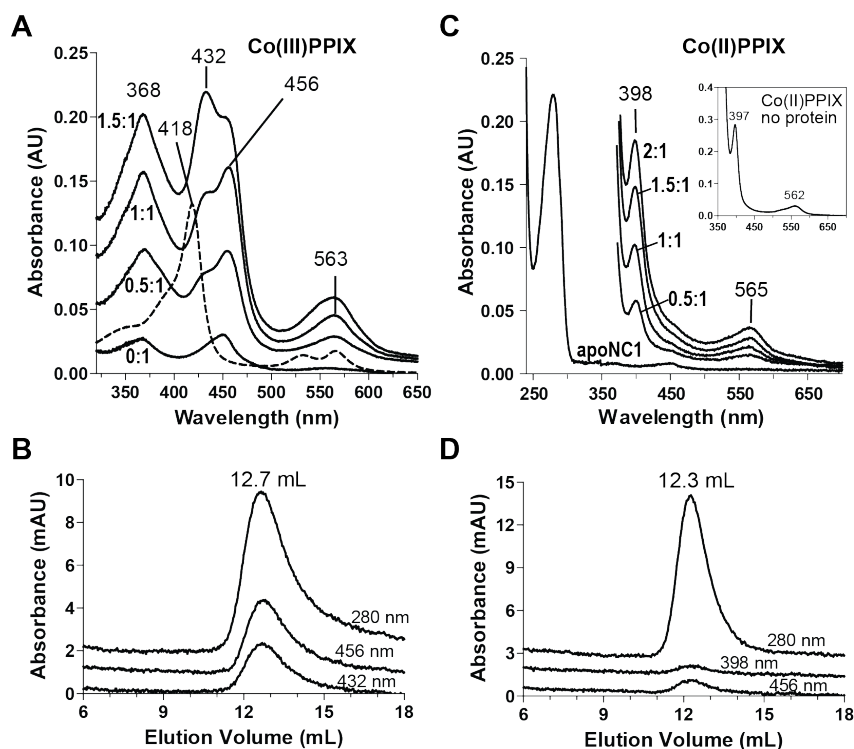 A
Co(III)PPIX
432
456
368
418
1.5:1
1:1
0.5:1
0:1
563
0.25
0.20
0.15
0.10
0.05
0.00
Absorbance (AU)
350 400 450 500 550 600 650
Wavelength (nm)
C
Co(II)PPIX
398
2:1
1.5:1
1:1
0.5:1
565
apoNC1
0.25
0.20
0.15
0.10
0.05
0.00
Absorbance (AU)
250 350 450 550 650
Wavelength (nm)
Co(II)PPIX
no protein
397
562
0.4
0.3
0.2
0.1
0.0
350 450 550 650
B
12.7 mL
280 nm
456 nm
432 nm
10
8
6
4
2
0
Absorbance (mAU)
6 9 12 15 18
Elution Volume (mL)
D
12.3 mL
280 nm
398 nm
456 nm
15
12
9
6
3
0
Absorbance (mAU)
6 9 12 15 18
Elution Volume (mL)